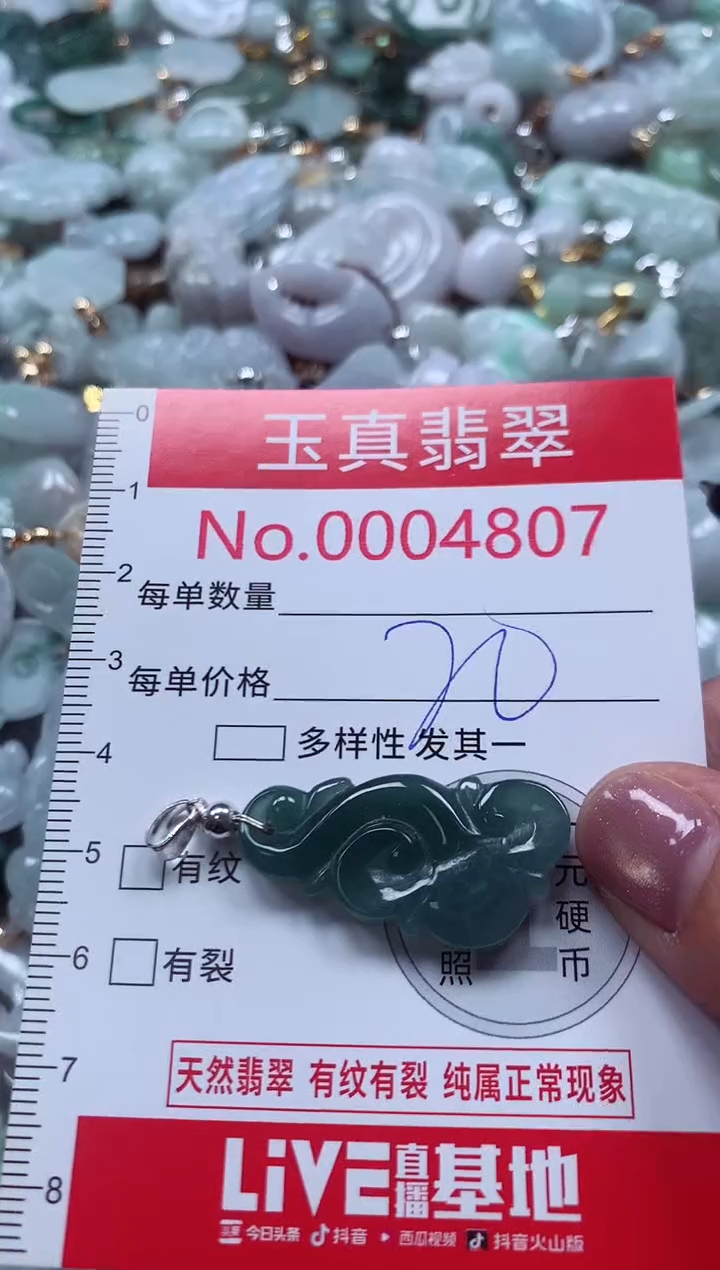 0
玉真翡翠
1
No.0004807
2
每单数量
3
每单价格 70
4
多样性 发其一
5
有纹
元
硬
币
照
6
有裂
7
天然翡翠 有纹有裂 纯属正常现象
8
LiVE直播基地
今日头条 抖音 西瓜视频 抖音火山版